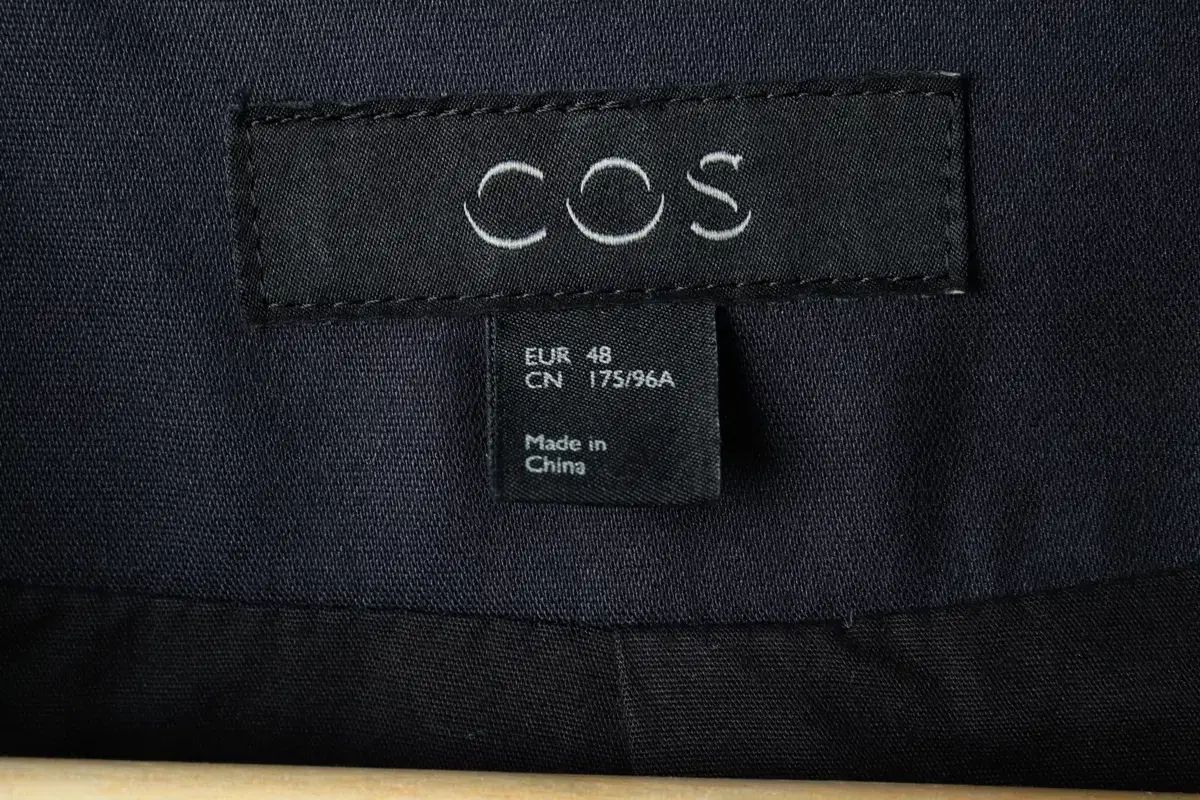 COS
EUR 48
CN 175/96A
Made in
China